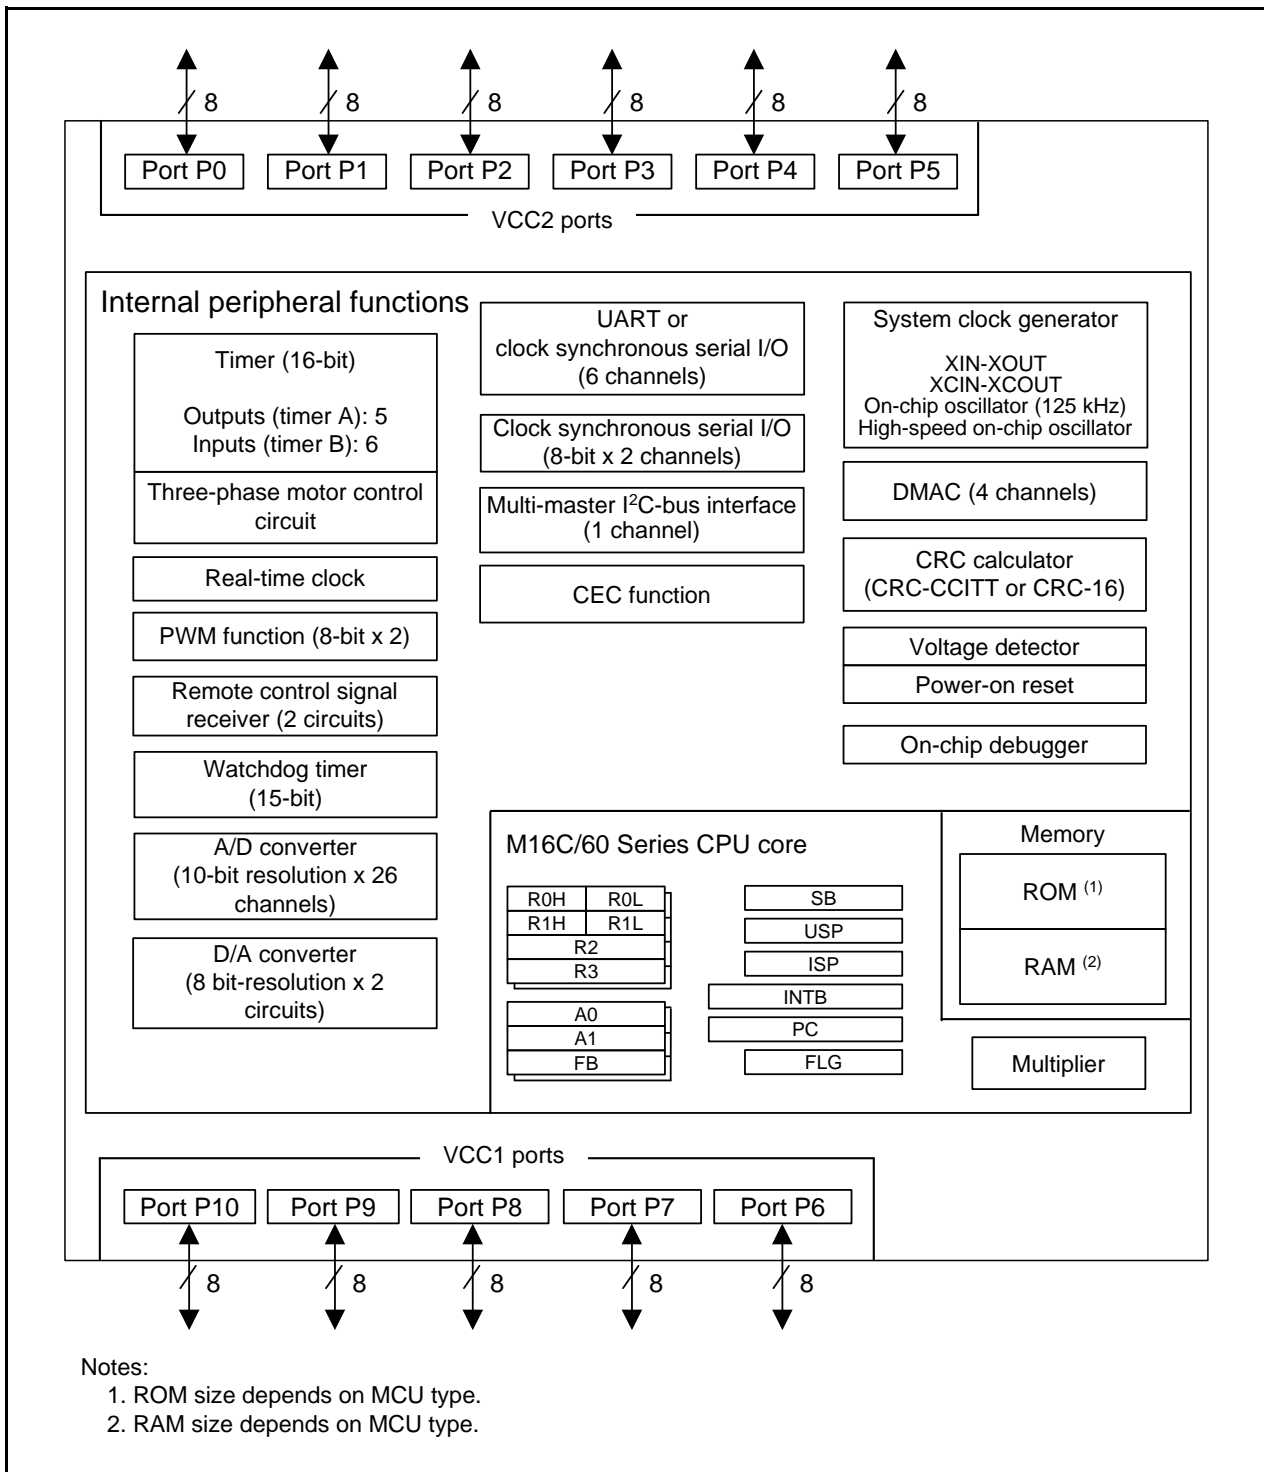 8 8 8 8 8 8
Port P0 Port P1 Port P2 Port P3 Port P4 Port P5
VCC2 ports
Internal peripheral functions
Timer (16-bit)
Outputs (timer A): 5
Inputs (timer B): 6
Three-phase motor control
circuit
Real-time clock
PWM function (8-bit x 2)
Remote control signal
receiver (2 circuits)
Watchdog timer
(15-bit)
A/D converter
(10-bit resolution x 26
channels)
D/A converter
(8 bit-resolution x 2
circuits)
UART or
clock synchronous serial I/O
(6 channels)
Clock synchronous serial I/O
(8-bit x 2 channels)
Multi-master I²C-bus interface
(1 channel)
CEC function
System clock generator
XIN-XOUT
XCIN-XCOUT
On-chip oscillator (125 kHz)
High-speed on-chip oscillator
DMAC (4 channels)
CRC calculator
(CRC-CCITT or CRC-16)
Voltage detector
Power-on reset
On-chip debugger
M16C/60 Series CPU core
R0H R0L
R1H R1L
R2
R3
A0
A1
FB
SB
USP
ISP
INTB
PC
FLG
Memory
ROM (1)
RAM (2)
Multiplier
VCC1 ports
Port P10 Port P9 Port P8 Port P7 Port P6
8 8 8 8 8
Notes:
1. ROM size depends on MCU type.
2. RAM size depends on MCU type.